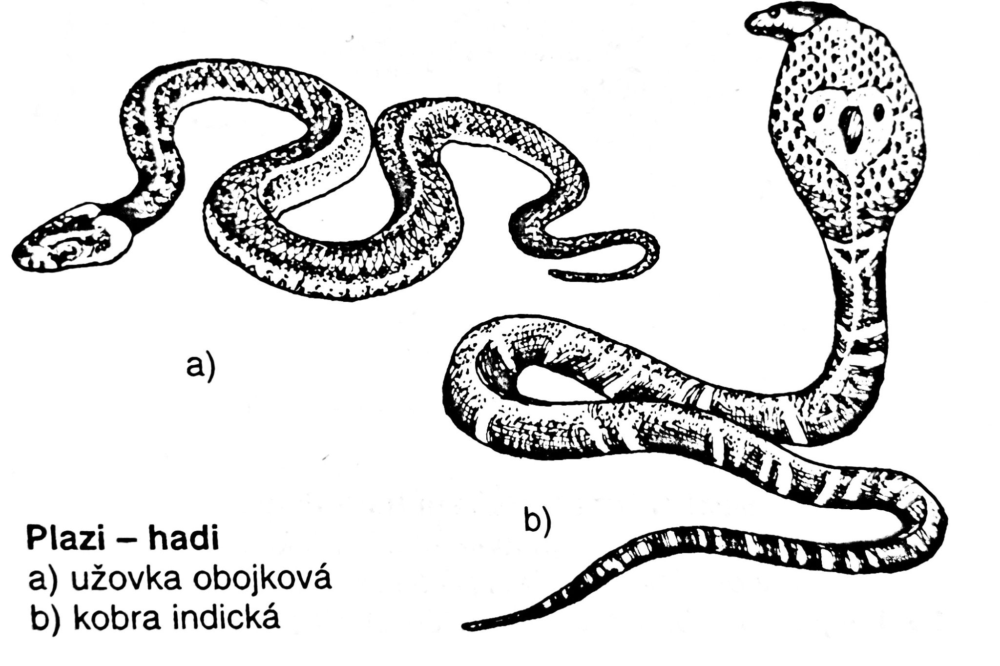 a)
b)
Plazi – hadi
a) užovka obojková
b) kobra indická